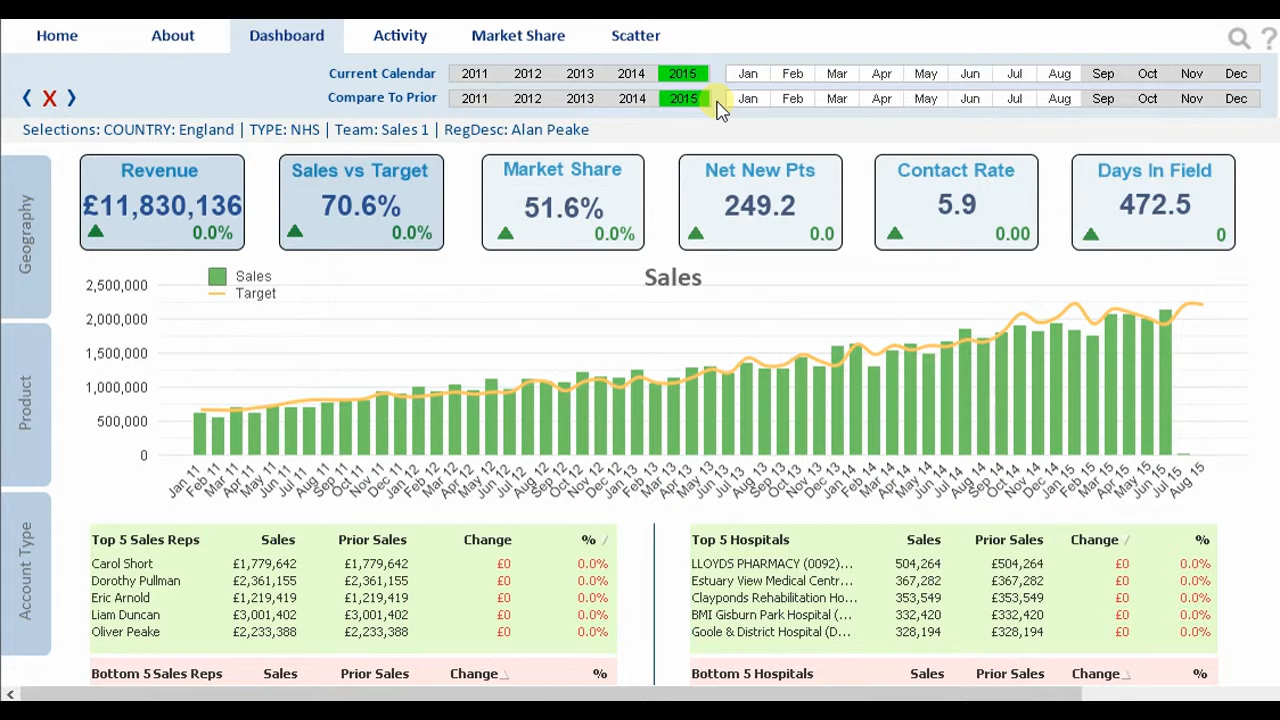 Home About Dashboard Activity Market Share Scatter ?
Current Calendar 2011 2012 2013 2014 2015 Jan Feb Mar Apr May Jun Jul Aug Sep Oct Nov Dec
X Compare To Prior 2011 2012 2013 2014 2015 Jan Feb Mar Apr May Jun Jul Aug Sep Oct Nov Dec
Selections: COUNTRY: England | TYPE: NHS | Team: Sales 1 | RegDesc: Alan Peake
Geography
Product
Account Type
Revenue Sales vs Target Market Share Net New Pts Contact Rate Days In Field
£11,830,136 70.6% 51.6% 249.2 5.9 472.5
0.0% 0.0% 0.0% 0.0 0.00 0
Sales
Sales
Target
2,500,000
2,000,000
1,500,000
1,000,000
500,000
0
Jan 11 Feb 11 Mar 11 Apr 11 May 11 Jun 11 Jul 11 Aug 11 Sep 11 Oct 11 Nov 11 Dec 11 Jan 12 Feb 12 Mar 12 Apr 12 May 12 Jun 12 Jul 12 Aug 12 Sep 12 Oct 12 Nov 12 Dec 12 Jan 13 Feb 13 Mar 13 Apr 13 May 13 Jun 13 Jul 13 Aug 13 Sep 13 Oct 13 Nov 13 Dec 13 Jan 14 Feb 14 Mar 14 Apr 14 May 14 Jun 14 Jul 14 Aug 14 Sep 14 Oct 14 Nov 14 Dec 14 Jan 15 Feb 15 Mar 15 Apr 15 May 15 Jun 15 Jul 15 Aug 15
Top 5 Sales Reps Sales Prior Sales Change %
Carol Short £1,779,642 £1,779,642 £0 0.0%
Dorothy Pullman £2,361,155 £2,361,155 £0 0.0%
Eric Arnold £1,219,419 £1,219,419 £0 0.0%
Liam Duncan £3,001,402 £3,001,402 £0 0.0%
Oliver Peake £2,233,388 £2,233,388 £0 0.0%
Bottom 5 Sales Reps Sales Prior Sales Change %
Top 5 Hospitals Sales Prior Sales Change %
LLOYDS PHARMACY (0092)... 504,264 £504,264 £0 0.0%
Estuary View Medical Centr... 367,282 £367,282 £0 0.0%
Clayponds Rehabilitation Ho... 353,549 £353,549 £0 0.0%
BMI Gisburn Park Hospital (... 332,420 £332,420 £0 0.0%
Goole & District Hospital (D... 328,194 £328,194 £0 0.0%
Bottom 5 Hospitals Sales Prior Sales Change %